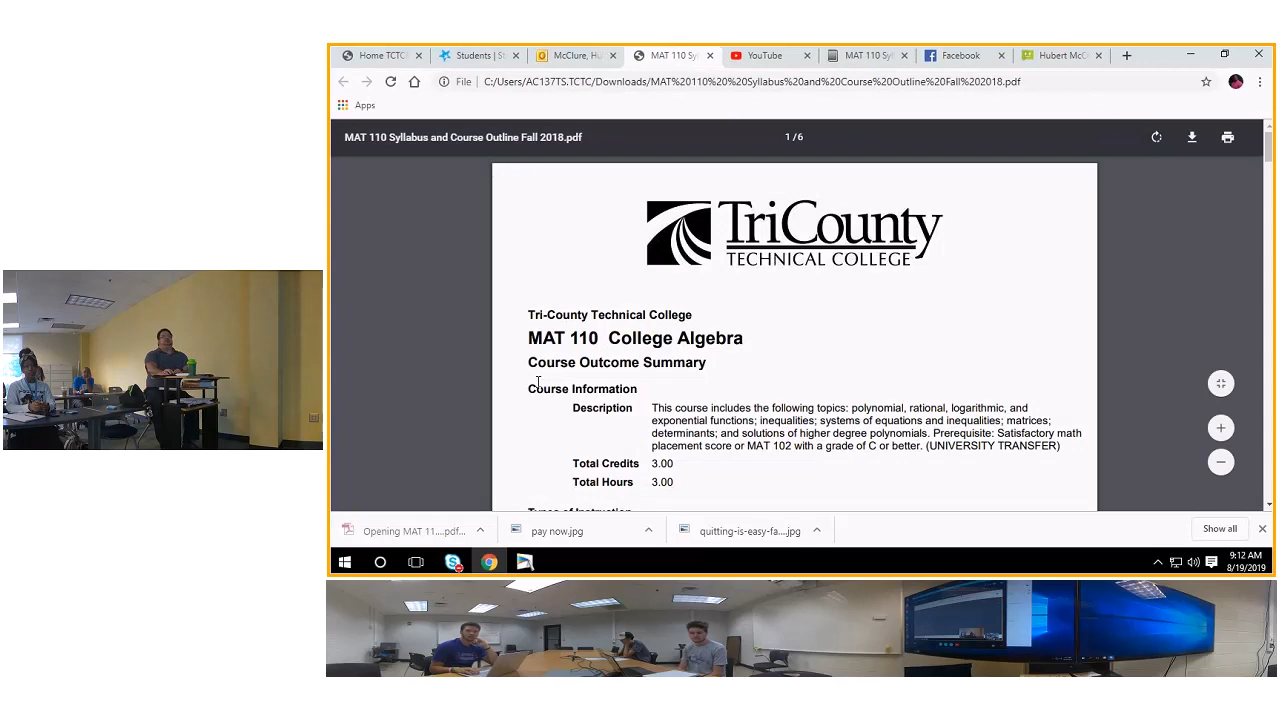 Home TCTC
Students | St
McClure, Hu
MAT 110 Sy
YouTube
MAT 110 Syl
Facebook
Hubert McC
File
C:/Users/AC137TS.TCTC/Downloads/MAT%20110%20%20Syllabus%20and%20Course%20Outline%20Fall%202018.pdf
Apps
MAT 110 Syllabus and Course Outline Fall 2018.pdf
1 / 6
TriCounty
TECHNICAL COLLEGE
Tri-County Technical College
MAT 110 College Algebra
Course Outcome Summary
Course Information
Description This course includes the following topics: polynomial, rational, logarithmic, and
exponential functions; inequalities; systems of equations and inequalities; matrices;
determinants; and solutions of higher degree polynomials. Prerequisite: Satisfactory math
placement score or MAT 102 with a grade of C or better. (UNIVERSITY TRANSFER)
Total Credits 3.00
Total Hours 3.00
Types of Instruction
Opening MAT 11....pdf...
pay now.jpg
quitting-is-easy-fa....jpg
Show all
9:12 AM
8/19/2019